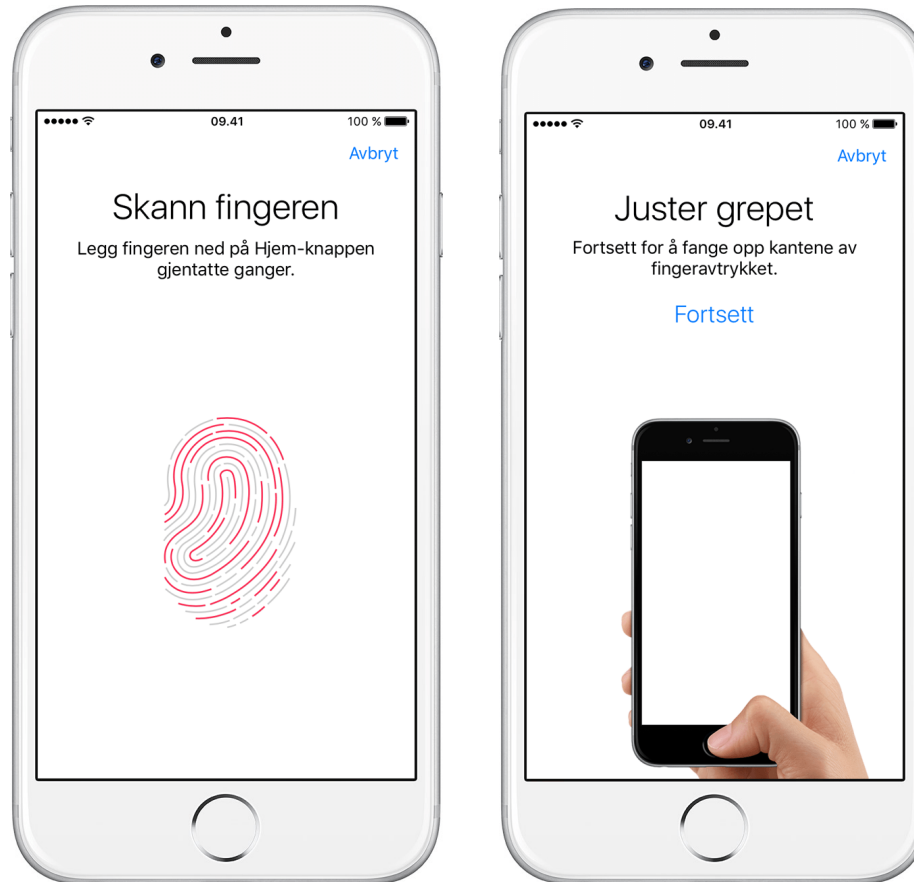 09.41
100 %
Avbryt
Skann fingeren
Legg fingeren ned på Hjem-knappen
gjentatte ganger.
09.41
100 %
Avbryt
Juster grepet
Fortsett for å fange opp kantene av
fingeravtrykket.
Fortsett